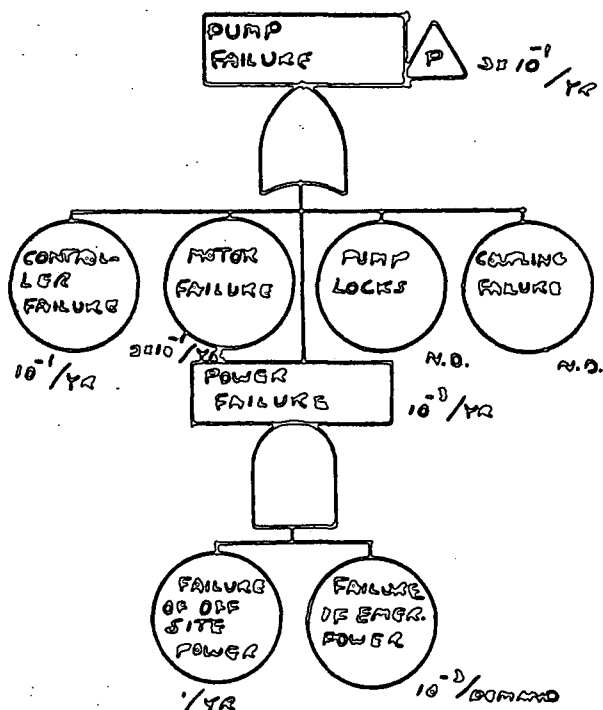 PUMP
FAILURE
P
3x10⁻¹/YR
CONTROL-
LER
FAILURE
MOTOR
FAILURE
PUMP
LOCKS
COUPLING
FAILURE
10⁻¹/YR
2x10⁻¹/YR
N.D.
N.D.
POWER
FAILURE
10⁻³/YR
FAILURE
OF OFF
SITE
POWER
FAILURE
OF EMER.
POWER
1/YR
10⁻³/DEMAND